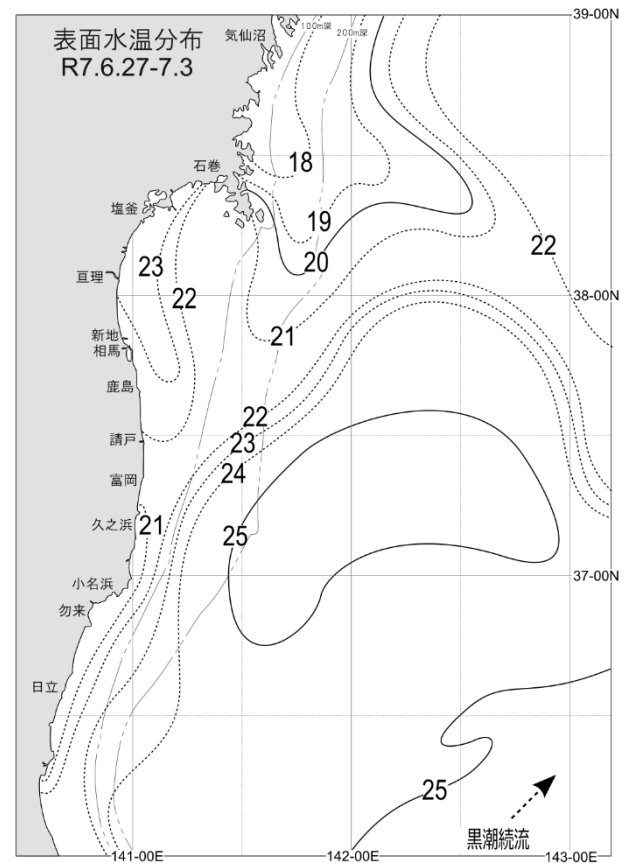 表面水温分布
R7.6.27-7.3
気仙沼
100m深
200m深
39-00N
石巻
18
塩釜
19
22
20
亘理
23
22
38-00N
新地
相馬
21
鹿島
22
請戸
23
富岡
24
久之浜
21
25
小名浜
37-00N
勿来
日立
25
黒潮続流
141-00E
142-00E
143-00E